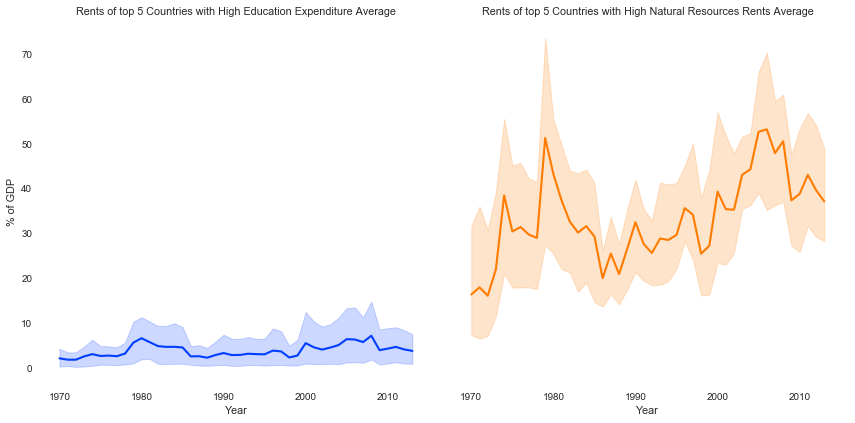 Rents of top 5 Countries with High Education Expenditure Average
Rents of top 5 Countries with High Natural Resources Rents Average
% of GDP
70
60
50
40
30
20
10
0
1970 1980 1990 2000 2010
Year
1970 1980 1990 2000 2010
Year